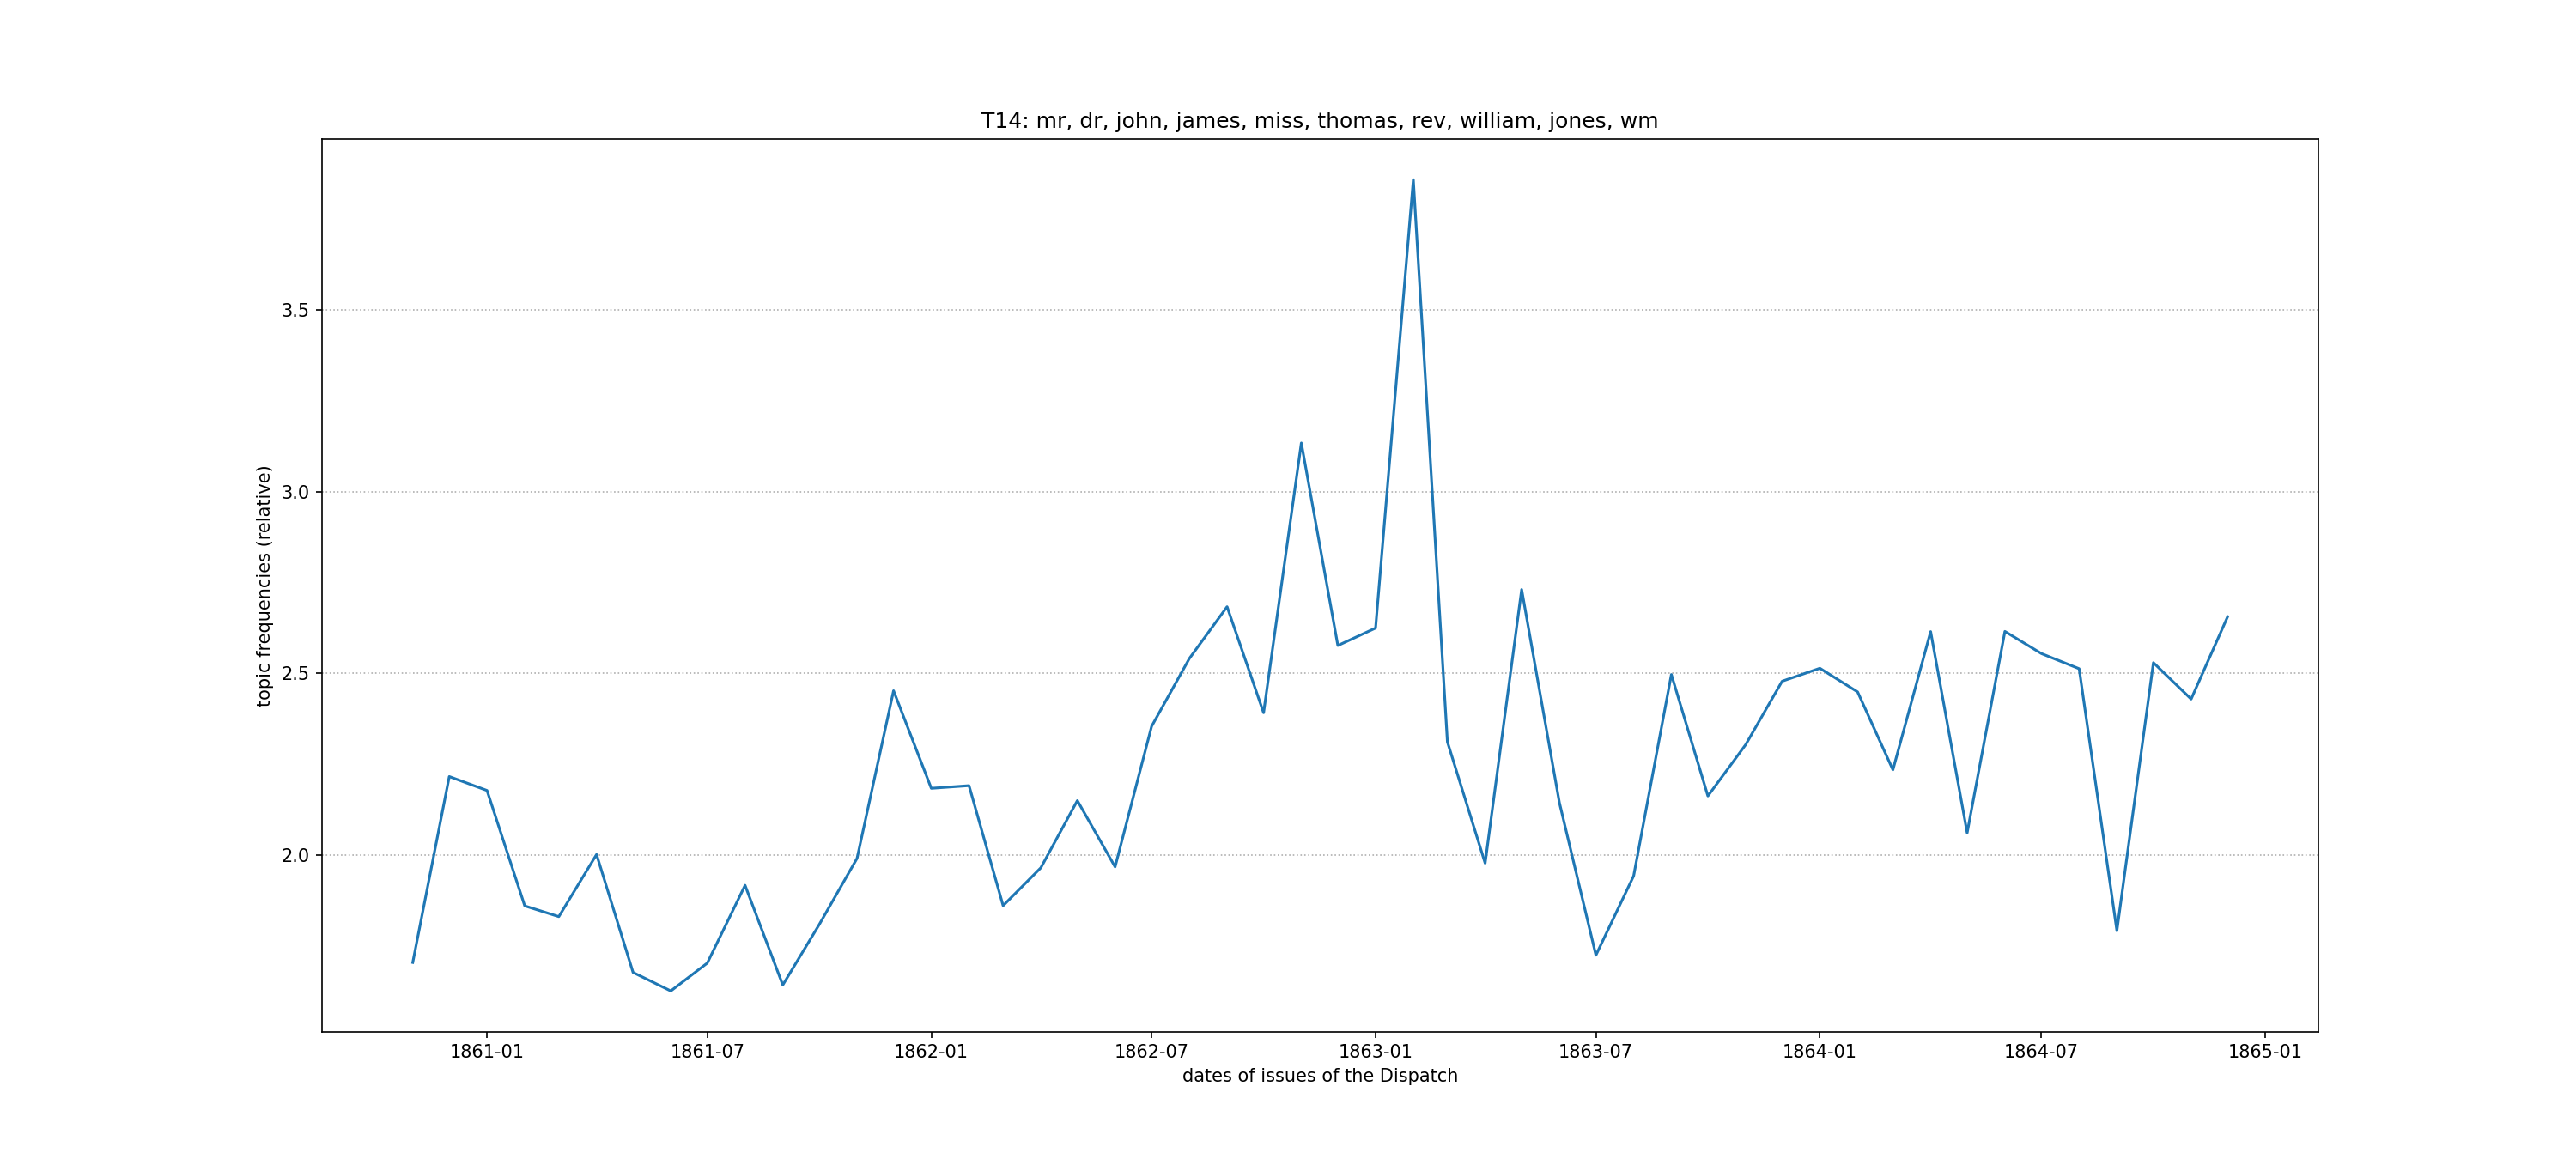 T14: mr, dr, john, james, miss, thomas, rev, william, jones, wm
topic frequencies (relative)
3.5
3.0
2.5
2.0
1861-01 1861-07 1862-01 1862-07 1863-01 1863-07 1864-01 1864-07 1865-01
dates of issues of the Dispatch